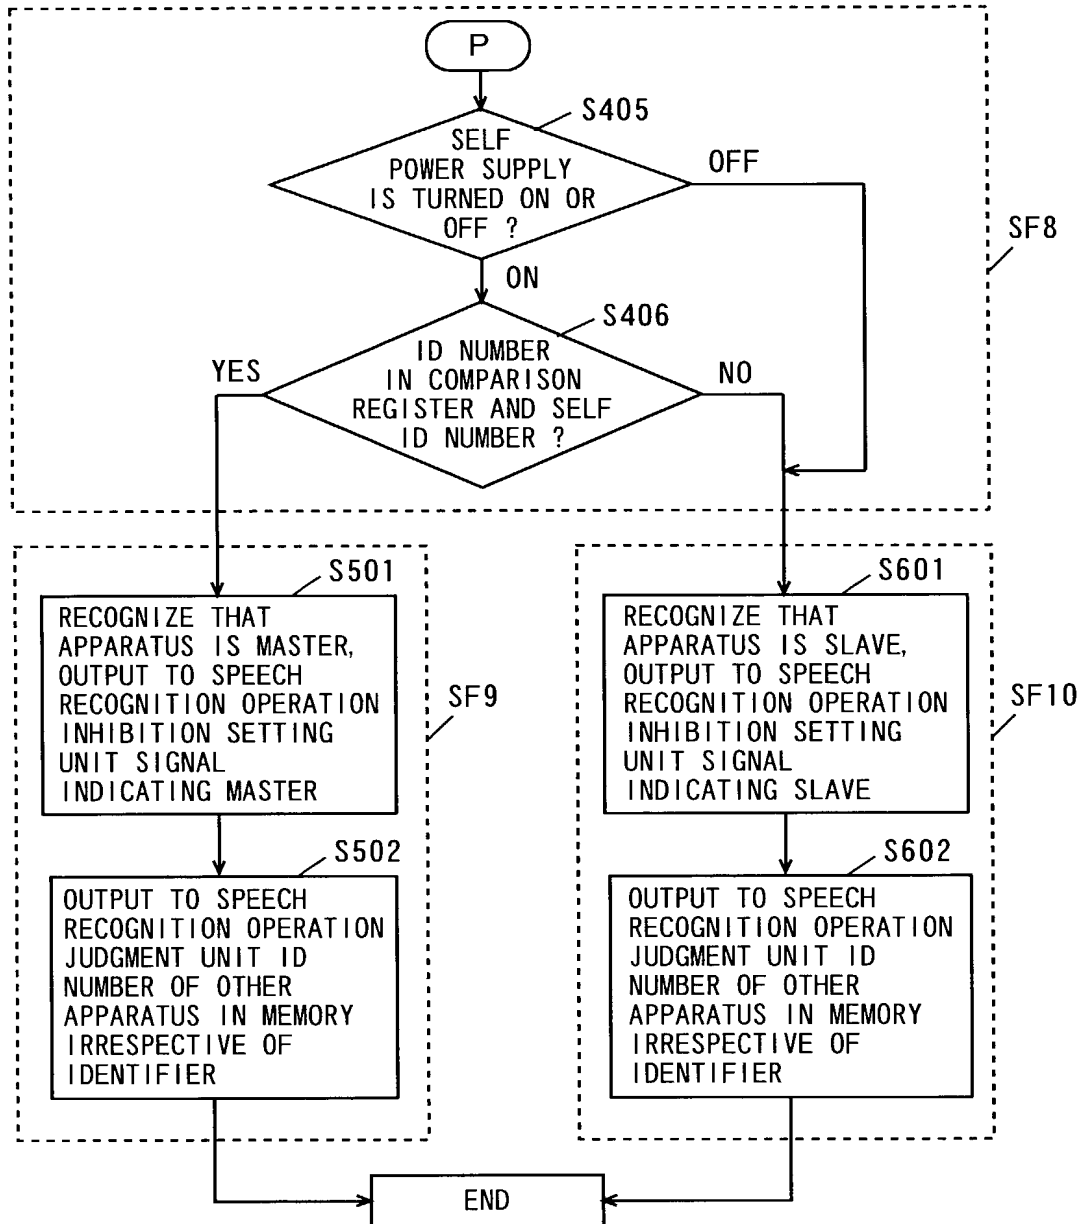 P
S405
SELF
POWER SUPPLY
IS TURNED ON OR
OFF ?
OFF
SF8
ON
S406
ID NUMBER
IN COMPARISON
REGISTER AND SELF
ID NUMBER ?
YES
NO
S501
RECOGNIZE THAT
APPARATUS IS MASTER,
OUTPUT TO SPEECH
RECOGNITION OPERATION
INHIBITION SETTING
UNIT SIGNAL
INDICATING MASTER
SF9
S502
OUTPUT TO SPEECH
RECOGNITION OPERATION
JUDGMENT UNIT ID
NUMBER OF OTHER
APPARATUS IN MEMORY
IRRESPECTIVE OF
IDENTIFIER
S601
RECOGNIZE THAT
APPARATUS IS SLAVE,
OUTPUT TO SPEECH
RECOGNITION OPERATION
INHIBITION SETTING
UNIT SIGNAL
INDICATING SLAVE
SF10
S602
OUTPUT TO SPEECH
RECOGNITION OPERATION
JUDGMENT UNIT ID
NUMBER OF OTHER
APPARATUS IN MEMORY
IRRESPECTIVE OF
IDENTIFIER
END